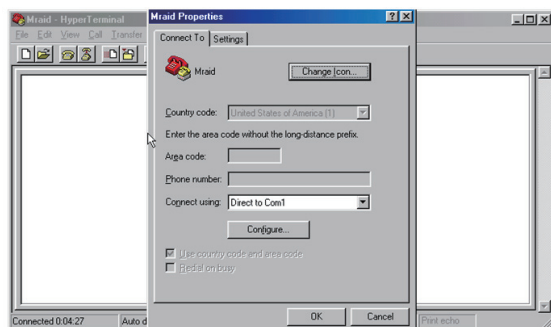 Mraid - HyperTerminal
File Edit View Call Transfer
Mraid Properties
Connect To Settings
Mraid
Change Icon...
Country code: United States of America (1)
Enter the area code without the long-distance prefix.
Area code:
Phone number:
Connect using: Direct to Com1
Configure...
Use country code and area code
Redial on busy
OK Cancel
Connected 0:04:27 Auto d Print echo